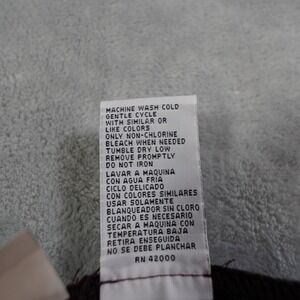 MACHINE WASH COLD
GENTLE CYCLE
WITH SIMILAR OR
LIKE COLORS
ONLY NON-CHLORINE
BLEACH WHEN NEEDED
TUMBLE DRY LOW
REMOVE PROMPTLY
DO NOT IRON
LAVAR A MAQUINA
CON AGUA FRIA
CICLO DELICADO
CON COLORES SIMILARES
USAR SOLAMENTE
BLANQUEADOR SIN CLORO
CUANDO ES NECESARIO
SECAR A MAQUINA CON
TEMPERATURA BAJA
RETIRA ENSEGUIDA
NO SE DEBE PLANCHAR
RN 42000